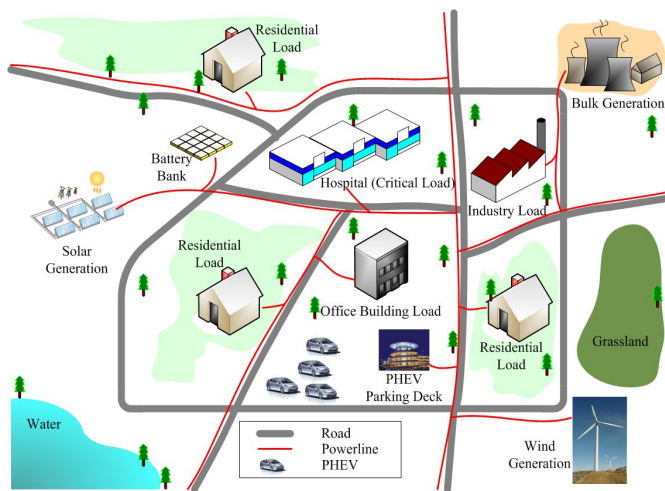 Residential
Load
Bulk Generation
Battery
Bank
Hospital (Critical Load)
Industry Load
Solar
Generation
Residential
Load
Office Building Load
Residential
Load
Grassland
PHEV
Parking Deck
Water
Wind
Generation
Road
Powerline
PHEV